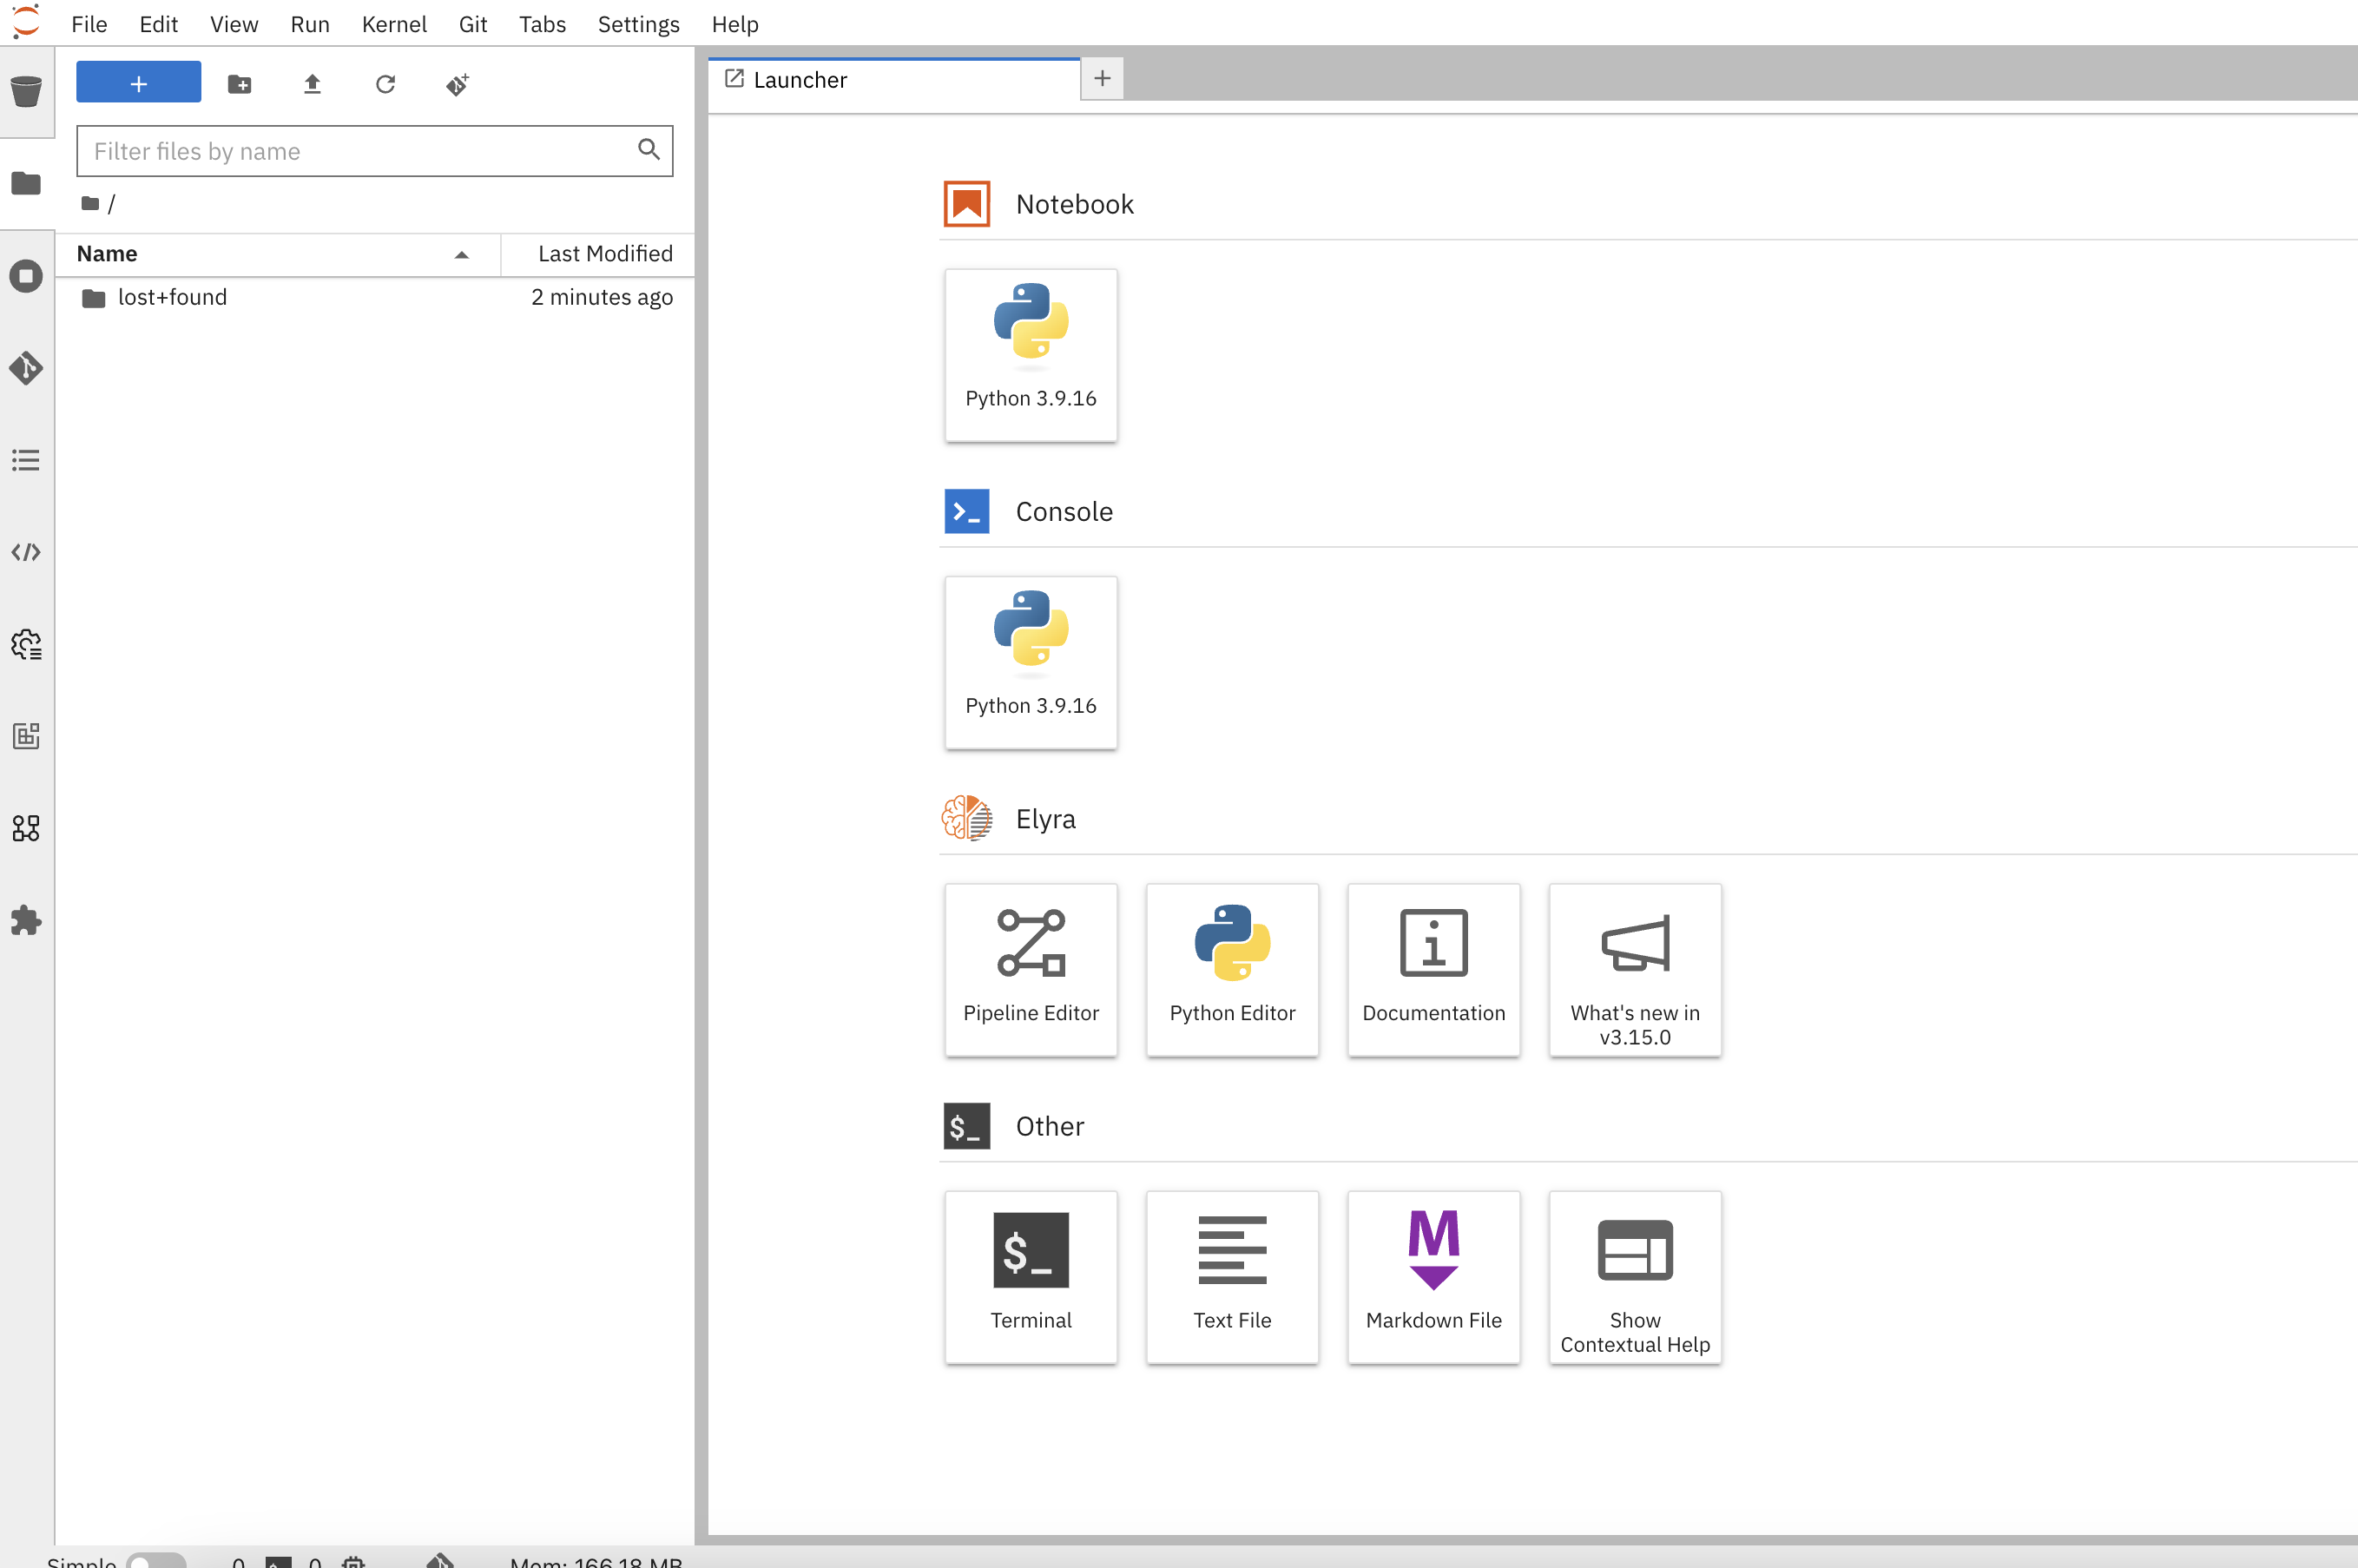 File Edit View Run Kernel Git Tabs Settings Help
+
Launcher
+
Filter files by name
/
Name Last Modified
lost+found 2 minutes ago
Notebook
Python 3.9.16
Console
Python 3.9.16
Elyra
Pipeline Editor
Python Editor
Documentation
What's new in
v3.15.0
$_ Other
$_
Terminal
Text File
M
Markdown File
Show
Contextual Help
Simple 0 $_ 0 Mem: 166.18 MB